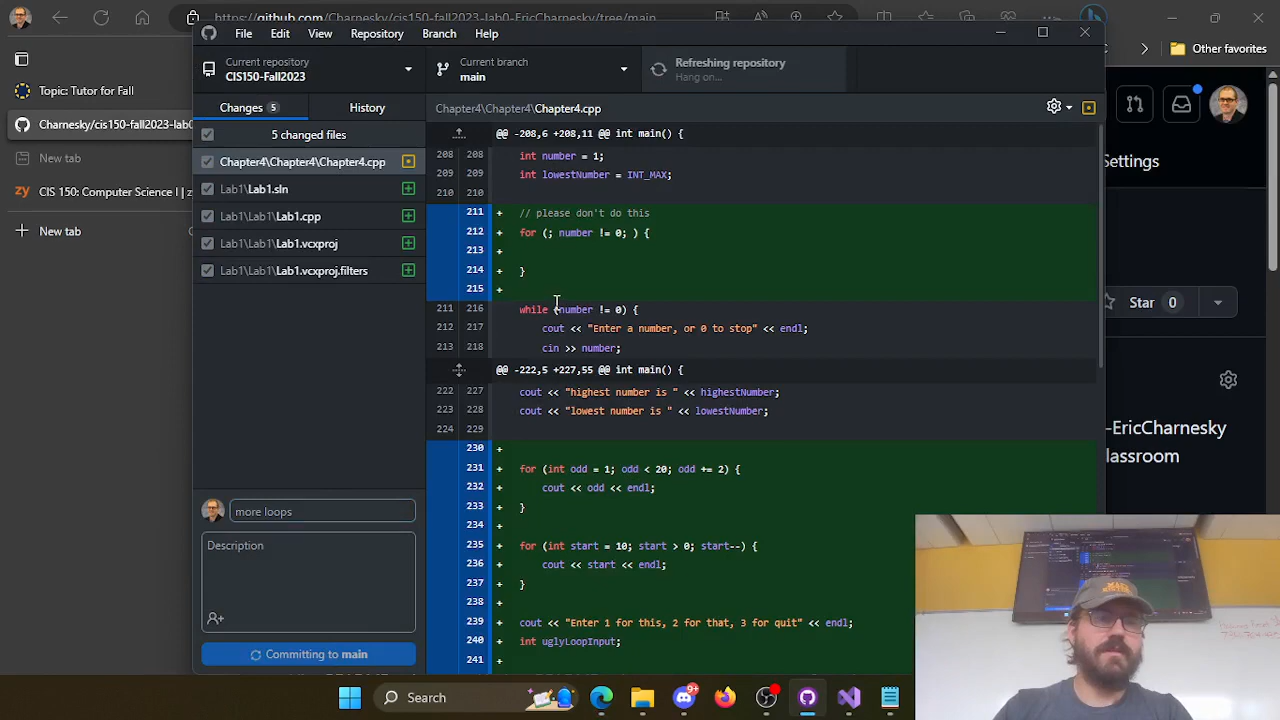 https://github.com/Charnesky/cis150-fall2023-lab0-EricCharnesky/tree/main
File Edit View Repository Branch Help
Other favorites
Current repository
CIS150-Fall2023
Current branch
main
Refreshing repository
Hang on...
Topic: Tutor for Fall
Charnesky/cis150-fall2023-lab0
New tab
CIS 150: Computer Science I | z
New tab
Changes 5
History
5 changed files
Chapter4\Chapter4\Chapter4.cpp
Lab1\Lab1.sln
Lab1\Lab1\Lab1.cpp
Lab1\Lab1\Lab1.vcxproj
Lab1\Lab1\Lab1.vcxproj.filters
more loops
Description
Committing to main
Chapter4\Chapter4\Chapter4.cpp
@@ -208,6 +208,11 @@ int main() {
208 208 int number = 1;
209 209 int lowestNumber = INT_MAX;
210 210
211 + // please don't do this
212 + for (; number != 0; ) {
213 +
214 + }
215 +
211 216 while (number != 0) {
212 217 cout << "Enter a number, or 0 to stop" << endl;
213 218 cin >> number;
@@ -222,5 +227,55 @@ int main() {
222 227 cout << "highest number is " << highestNumber;
223 228 cout << "lowest number is " << lowestNumber;
224 229
230 +
231 + for (int odd = 1; odd < 20; odd += 2) {
232 + cout << odd << endl;
233 + }
234 +
235 + for (int start = 10; start > 0; start--) {
236 + cout << start << endl;
237 + }
238 +
239 + cout << "Enter 1 for this, 2 for that, 3 for quit" << endl;
240 + int uglyLoopInput;
241 +
Settings
Star 0
-EricCharnesky
assroom
Search
9+